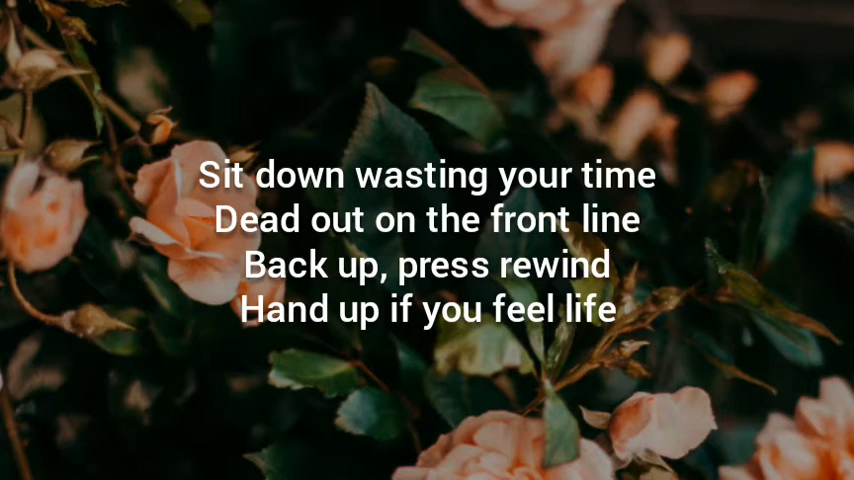 Sit down wasting your time
Dead out on the front line
Back up, press rewind
Hand up if you feel life